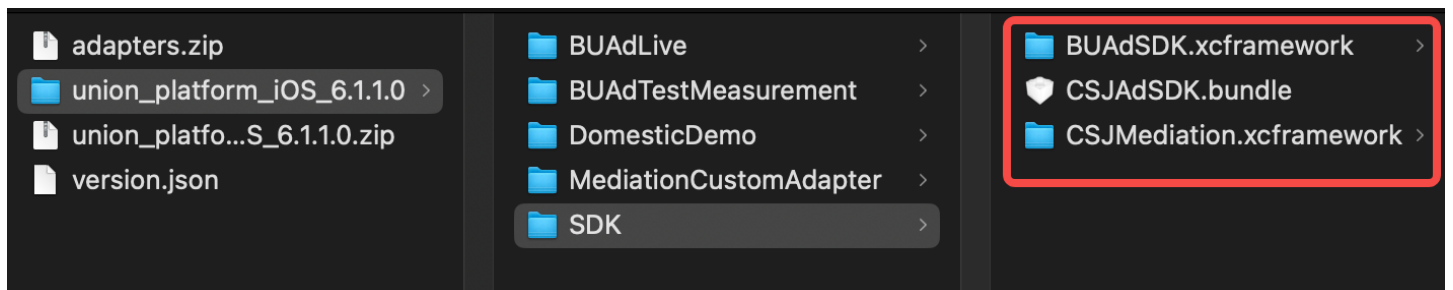 adapters.zip
union_platform_iOS_6.1.1.0
union_platfo...S_6.1.1.0.zip
version.json
BUAdLive
BUAdTestMeasurement
DomesticDemo
MediationCustomAdapter
SDK
BUAdSDK.xcframework
CSJAdSDK.bundle
CSJMediation.xcframework